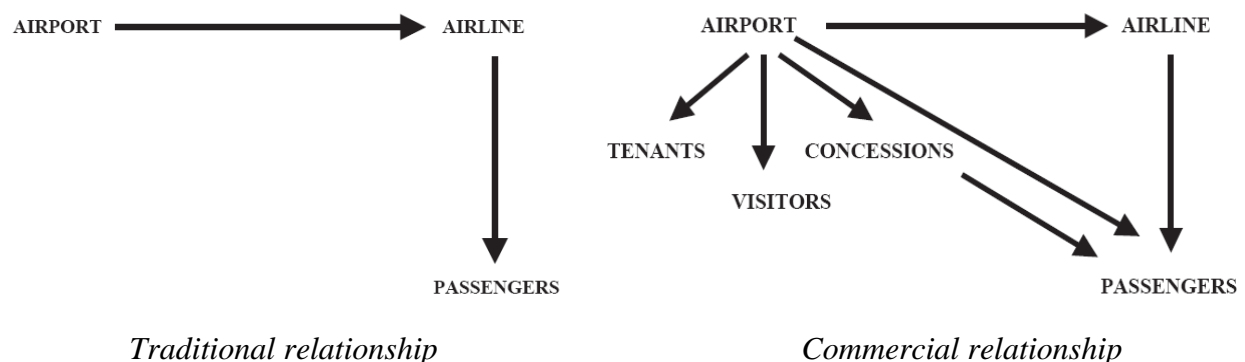 AIRPORT
AIRLINE
PASSENGERS
Traditional relationship
AIRPORT
AIRLINE
TENANTS
CONCESSIONS
VISITORS
PASSENGERS
Commercial relationship